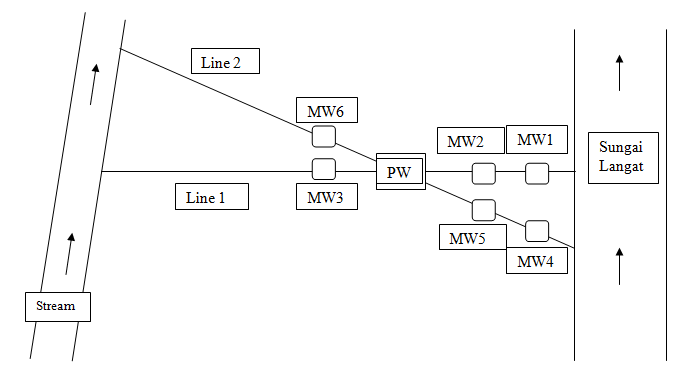 Line 2
MW6
MW2
MW1
Sungai
Langat
PW
Line 1
MW3
MW5
MW4
Stream